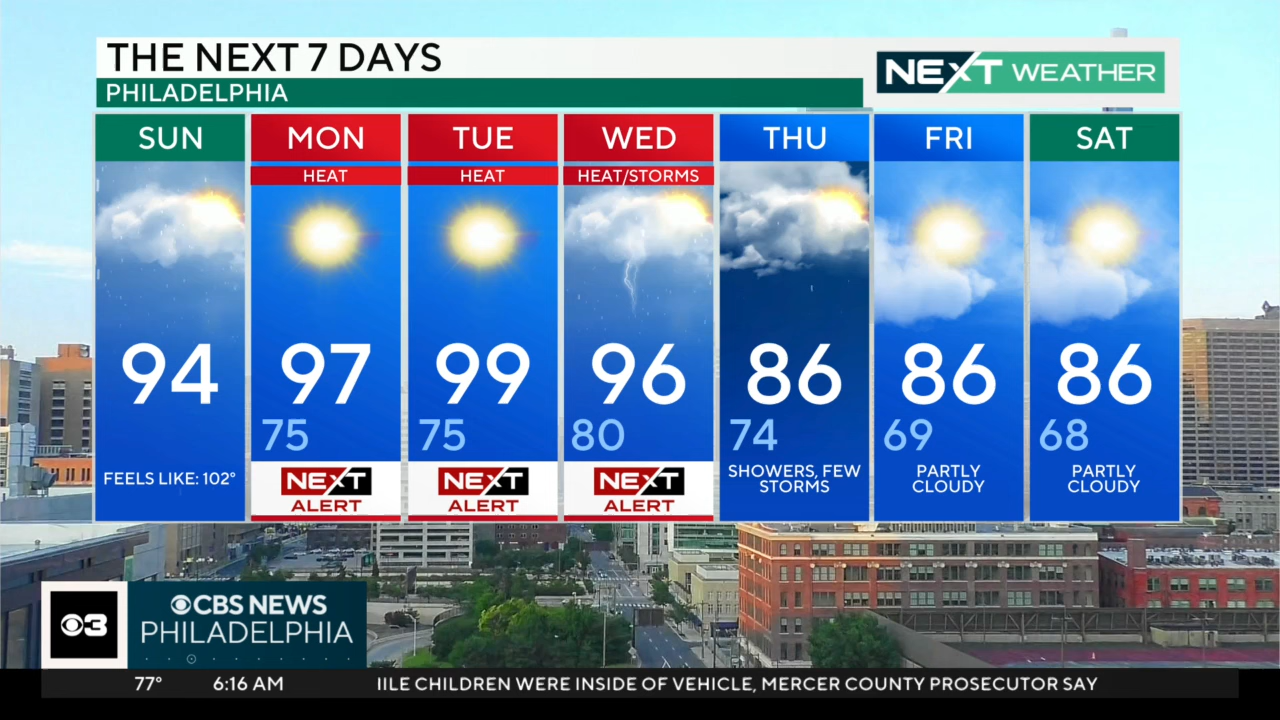 THE NEXT 7 DAYS
NEXT WEATHER
PHILADELPHIA
SUN
MON
TUE
WED
THU
FRI
SAT
HEAT
HEAT
HEAT/STORMS
94
97
99
96
86
86
86
75
75
80
74
69
68
FEELS LIKE: 102°
NEXT
ALERT
NEXT
ALERT
NEXT
ALERT
SHOWERS, FEW
STORMS
PARTLY
CLOUDY
PARTLY
CLOUDY
3
CBS NEWS
PHILADELPHIA
77° 6:16 AM IILE CHILDREN WERE INSIDE OF VEHICLE, MERCER COUNTY PROSECUTOR SAY